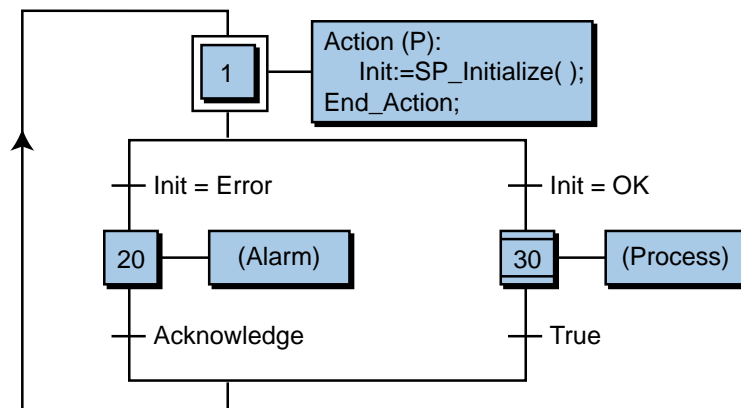 1
Action (P):
Init:=SP_Initialize( );
End_Action;
Init = Error
Init = OK
20
(Alarm)
30
(Process)
Acknowledge
True